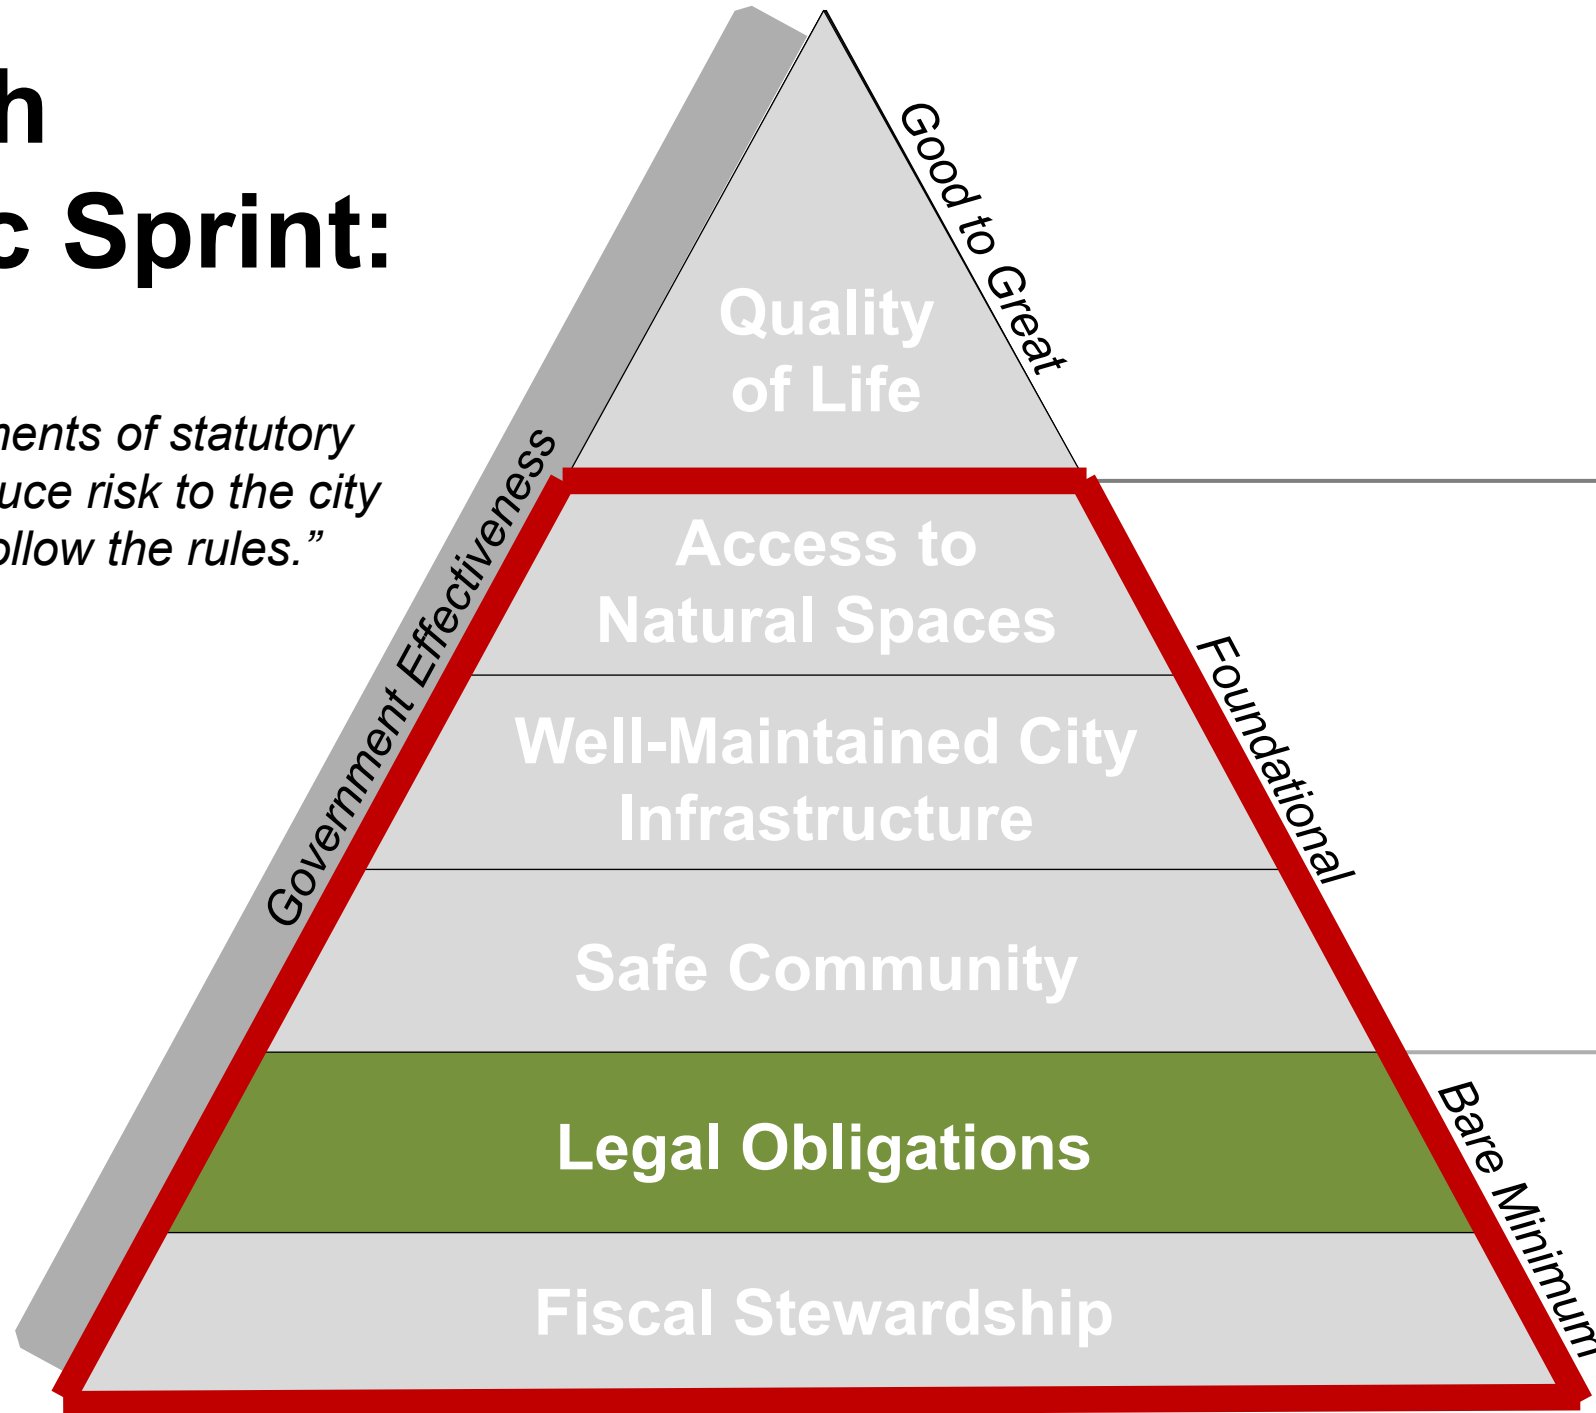 h
c Sprint:
ments of statutory
uce risk to the city
ollow the rules.”
Government Effectiveness
Good to Great
Quality
of Life
Access to
Natural Spaces
Foundational
Well-Maintained City
Infrastructure
Safe Community
Legal Obligations
Bare Minimum
Fiscal Stewardship